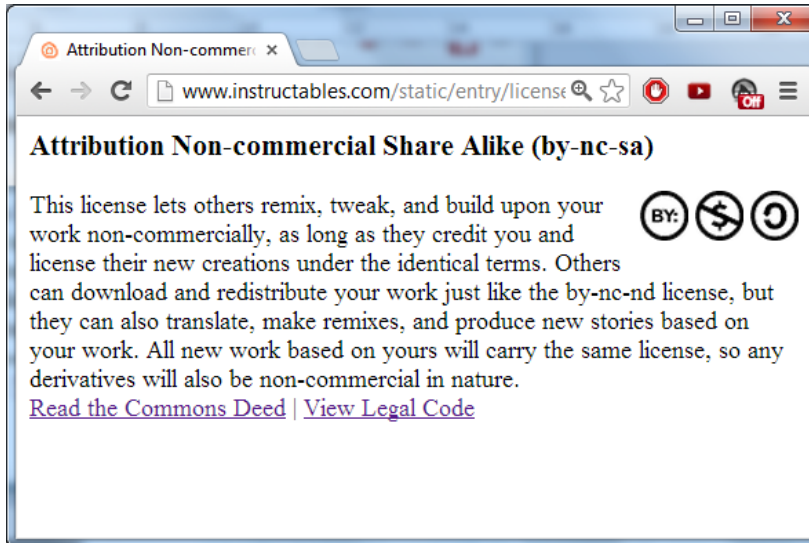 Attribution Non-commerc
www.instructables.com/static/entry/license
Off
Attribution Non-commercial Share Alike (by-nc-sa)
This license lets others remix, tweak, and build upon your
BY:
work non-commercially, as long as they credit you and
license their new creations under the identical terms. Others
can download and redistribute your work just like the by-nc-nd license, but
they can also translate, make remixes, and produce new stories based on
your work. All new work based on yours will carry the same license, so any
derivatives will also be non-commercial in nature.
Read the Commons Deed | View Legal Code